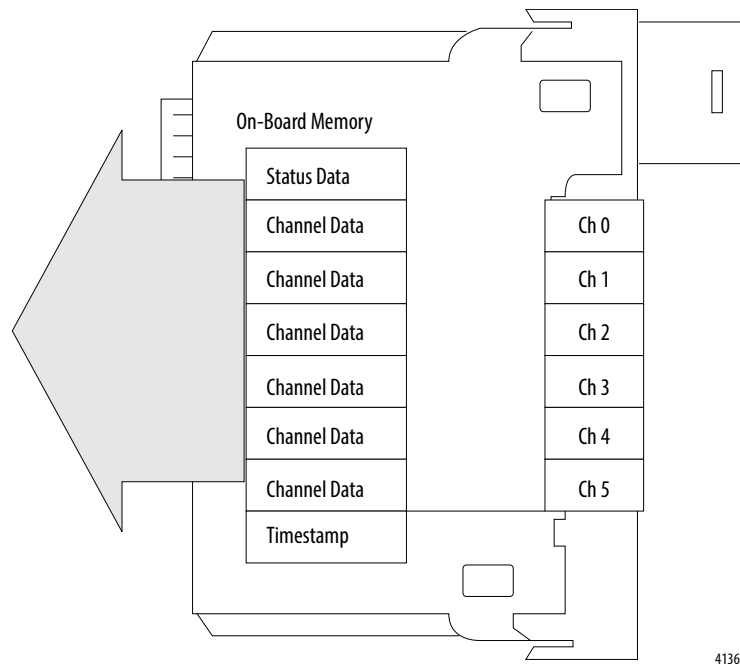 On-Board Memory
Status Data
Channel Data
Ch 0
Channel Data
Ch 1
Channel Data
Ch 2
Channel Data
Ch 3
Channel Data
Ch 4
Channel Data
Ch 5
Timestamp
4136